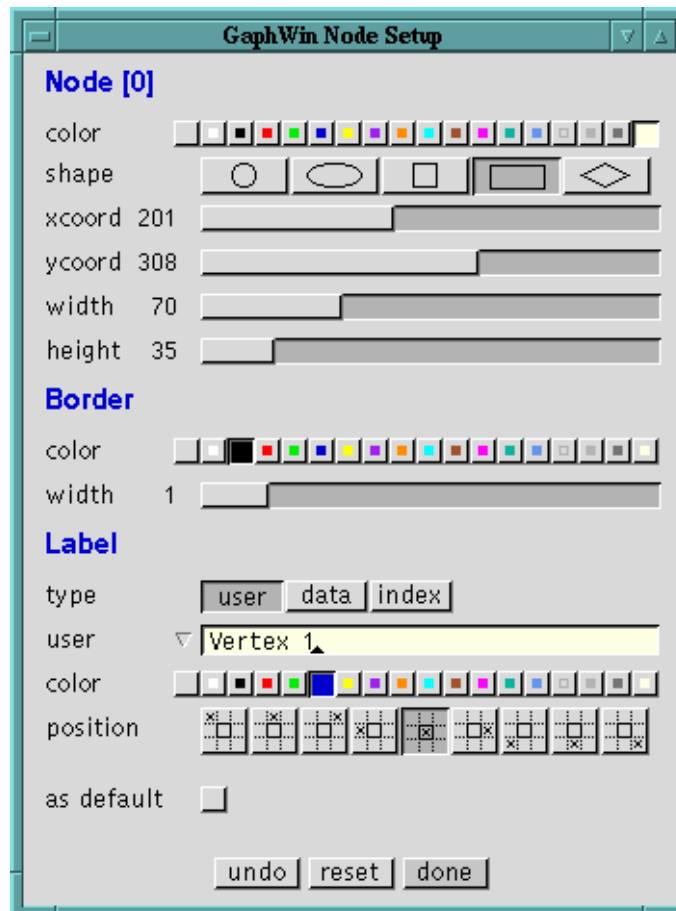 GaphWin Node Setup
Node [0]
color
shape
xcoord 201
ycoord 308
width 70
height 35
Border
color
width 1
Label
type user data index
user Vertex 1
color
position
as default
undo reset done